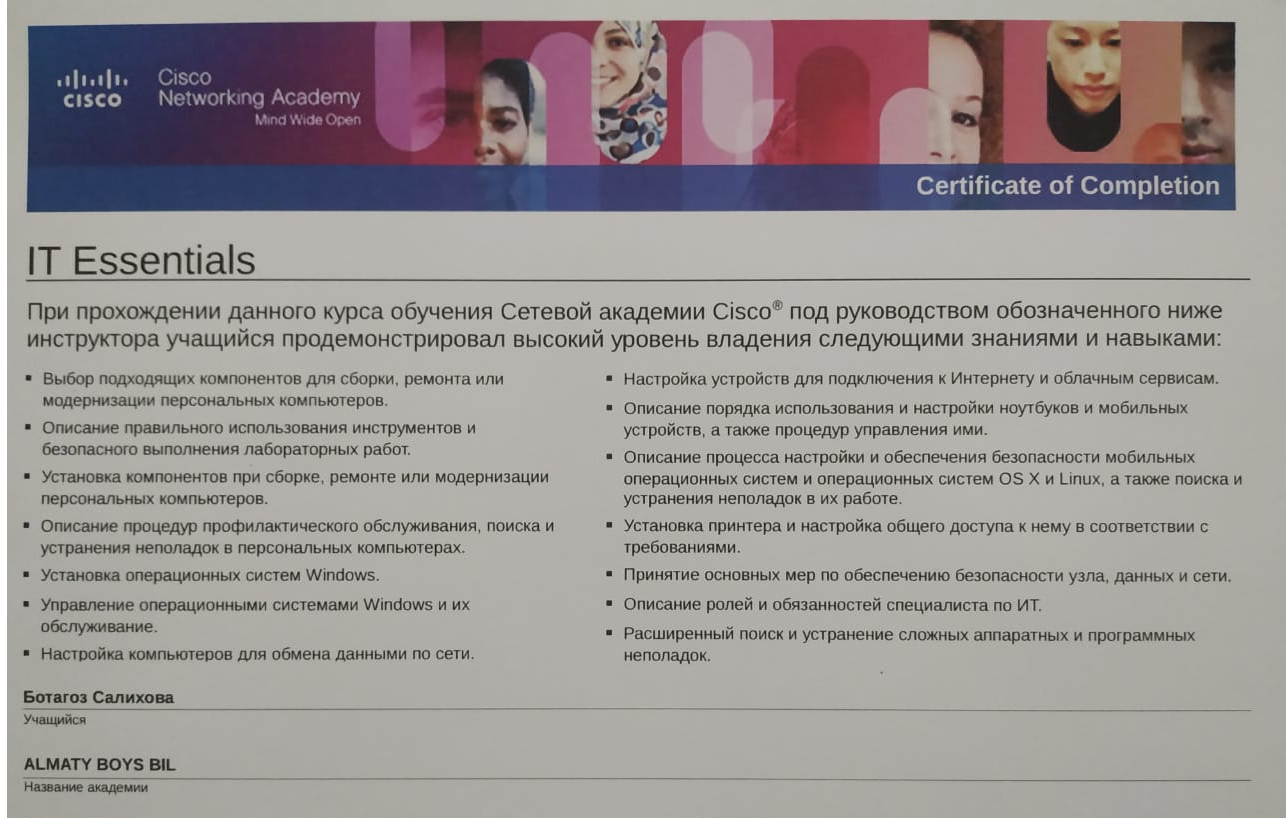 CISCO
Cisco
Networking Academy
Mind Wide Open
Certificate of Completion
IT Essentials
При прохождении данного курса обучения Сетевой академии Cisco® под руководством обозначенного ниже
инструктора учащийся продемонстрировал высокий уровень владения следующими знаниями и навыками:
▪ Выбор подходящих компонентов для сборки, ремонта или
модернизации персональных компьютеров.
▪ Описание правильного использования инструментов и
безопасного выполнения лабораторных работ.
▪ Установка компонентов при сборке, ремонте или модернизации
персональных компьютеров.
▪ Описание процедур профилактического обслуживания, поиска и
устранения неполадок в персональных компьютерах.
▪ Установка операционных систем Windows.
▪ Управление операционными системами Windows и их
обслуживание.
▪ Настройка компьютеров для обмена данными по сети.
▪ Настройка устройств для подключения к Интернету и облачным сервисам.
▪ Описание порядка использования и настройки ноутбуков и мобильных
устройств, а также процедур управления ими.
▪ Описание процесса настройки и обеспечения безопасности мобильных
операционных систем и операционных систем OS X и Linux, а также поиска и
устранения неполадок в их работе.
▪ Установка принтера и настройка общего доступа к нему в соответствии с
требованиями.
▪ Принятие основных мер по обеспечению безопасности узла, данных и сети.
▪ Описание ролей и обязанностей специалиста по ИТ.
▪ Расширенный поиск и устранение сложных аппаратных и программных
неполадок.
Ботагоз Салихова
Учащийся
ALMATY BOYS BIL
Название академии